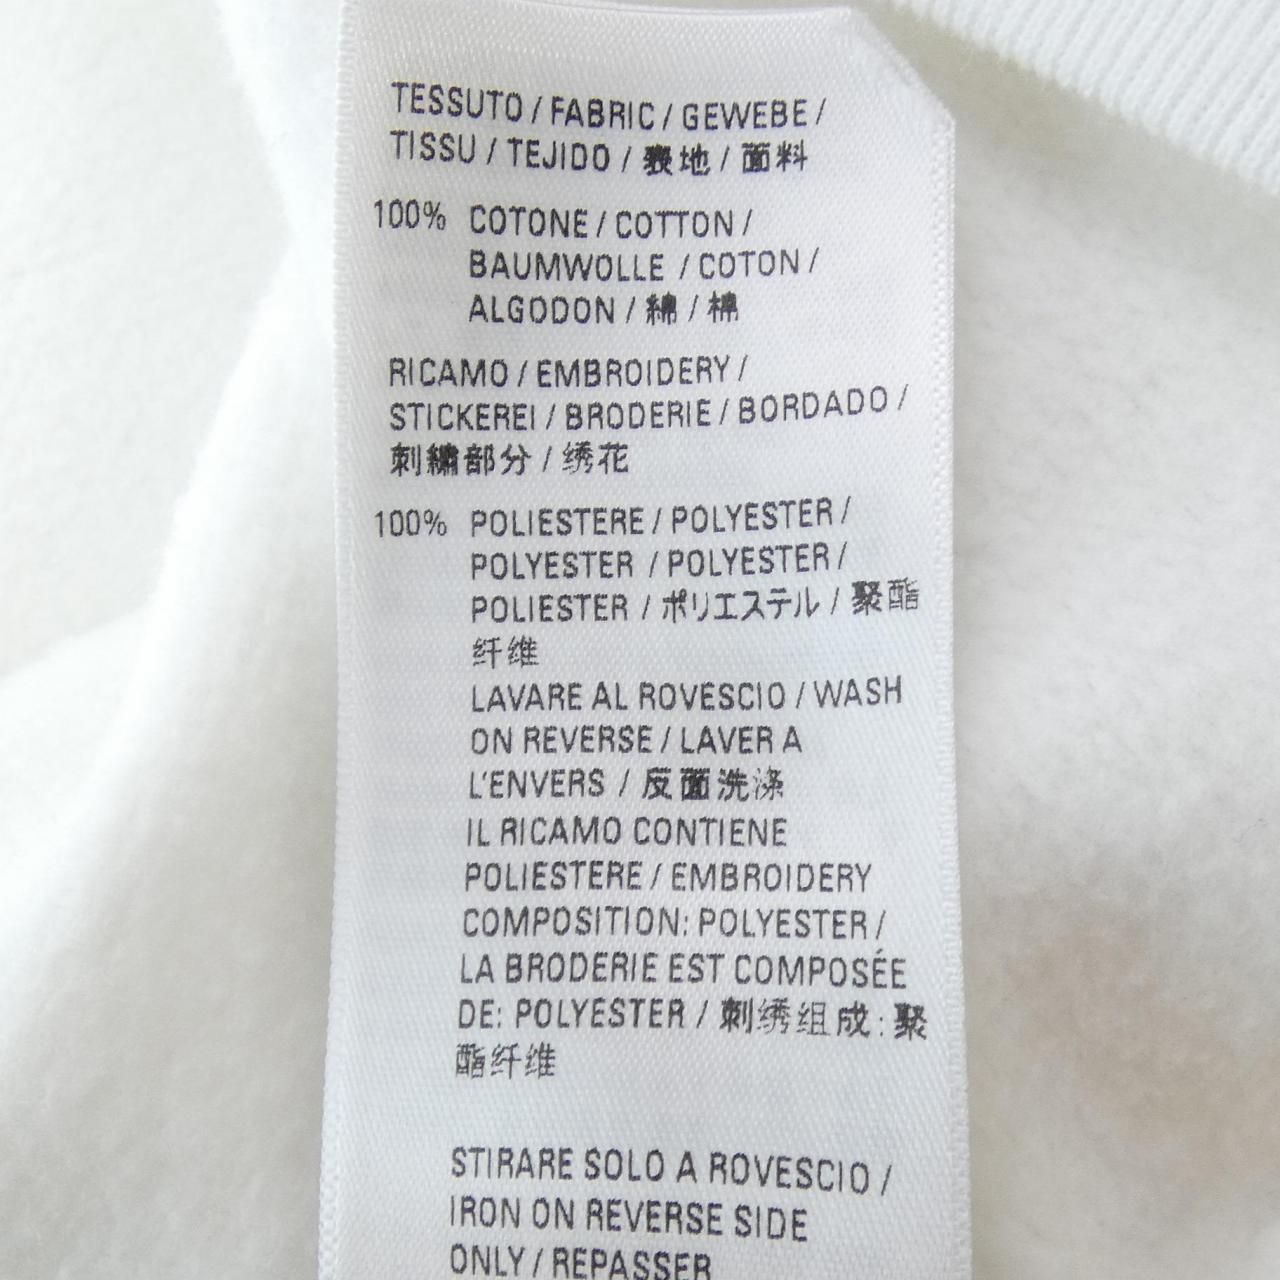 TESSUTO / FABRIC / GEWEBE /
TISSU / TEJIDO / 表地 / 面料
100% COTONE / COTTON /
BAUMWOLLE / COTON /
ALGODON / 綿 / 棉
RICAMO / EMBROIDERY /
STICKEREI / BRODERIE / BORDADO /
刺繍部分 / 绣花
100% POLIESTERE / POLYESTER /
POLYESTER / POLYESTER /
POLIESTER / ポリエステル / 聚酯
纤维
LAVARE AL ROVESCIO / WASH
ON REVERSE / LAVER A
L'ENVERS / 反面洗涤
IL RICAMO CONTIENE
POLIESTERE / EMBROIDERY
COMPOSITION: POLYESTER /
LA BRODERIE EST COMPOSÉE
DE: POLYESTER / 刺绣组成: 聚
酯纤维
STIRARE SOLO A ROVESCIO /
IRON ON REVERSE SIDE
ONLY / REPASSER